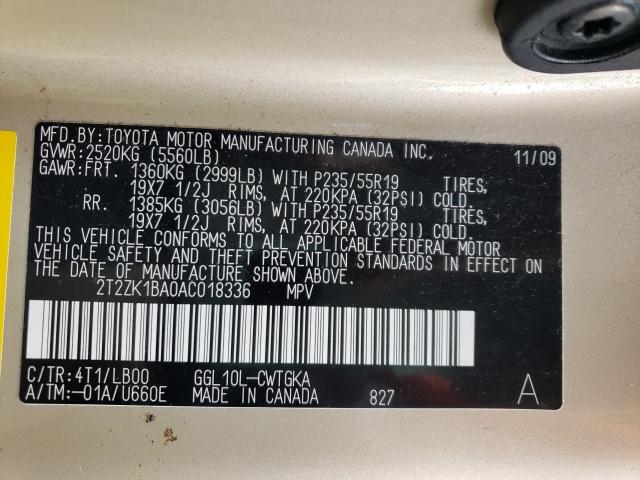 MFD.BY:TOYOTA MOTOR MANUFACTURING CANADA INC. 11/09
GVWR:2520KG (5560LB)
GAWR:FRT. 1360KG (2999LB) WITH P235/55R19 TIRES,
19X7 1/2J RIMS, AT 220KPA (32PSI) COLD.
RR. 1385KG (3056LB) WITH P235/55R19 TIRES,
19X7 1/2J RIMS, AT 220KPA (32PSI) COLD.
THIS VEHICLE CONFORMS TO ALL APPLICABLE FEDERAL MOTOR
VEHICLE SAFETY AND THEFT PREVENTION STANDARDS IN EFFECT ON
THE DATE OF MANUFACTURE SHOWN ABOVE.
2T2ZK1BA0AC018336 MPV
C/TR:4T1/LB00 GGL10L-CWTGKA
A/TM:-01A/U660E MADE IN CANADA 827 A